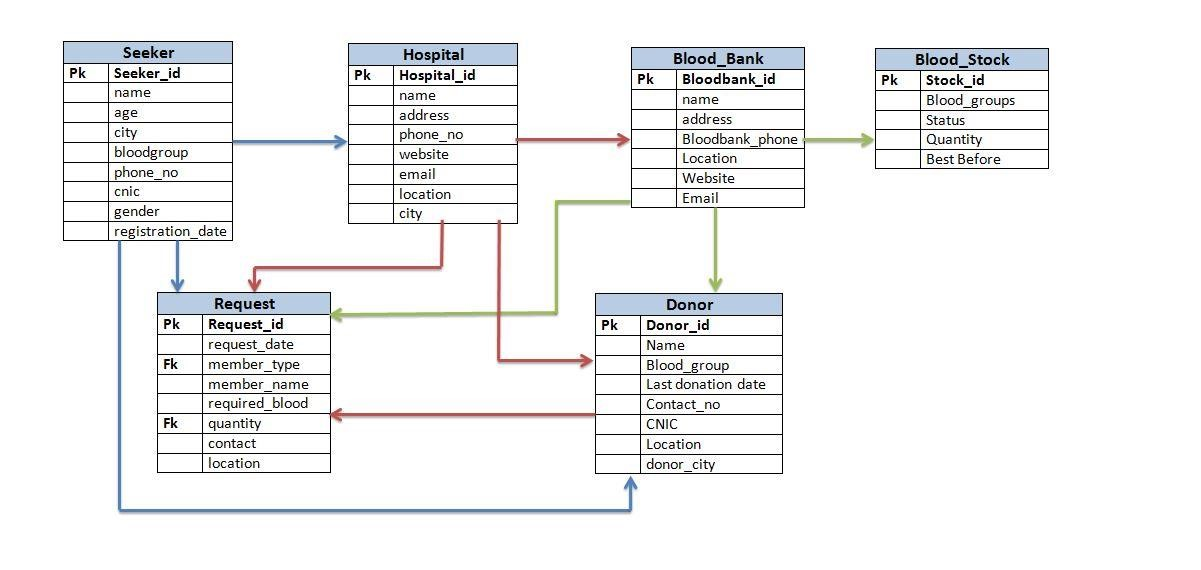 Seeker
Pk Seeker_id
name
age
city
bloodgroup
phone_no
cnic
gender
registration_date
Hospital
Pk Hospital_id
name
address
phone_no
website
email
location
city
Blood_Bank
Pk Bloodbank_id
name
address
Bloodbank_phone
Location
Website
Email
Blood_Stock
Pk Stock_id
Blood_groups
Status
Quantity
Best Before
Request
Pk Request_id
request_date
Fk member_type
member_name
required_blood
Fk quantity
contact
location
Donor
Pk Donor_id
Name
Blood_group
Last donation date
Contact_no
CNIC
Location
donor_city